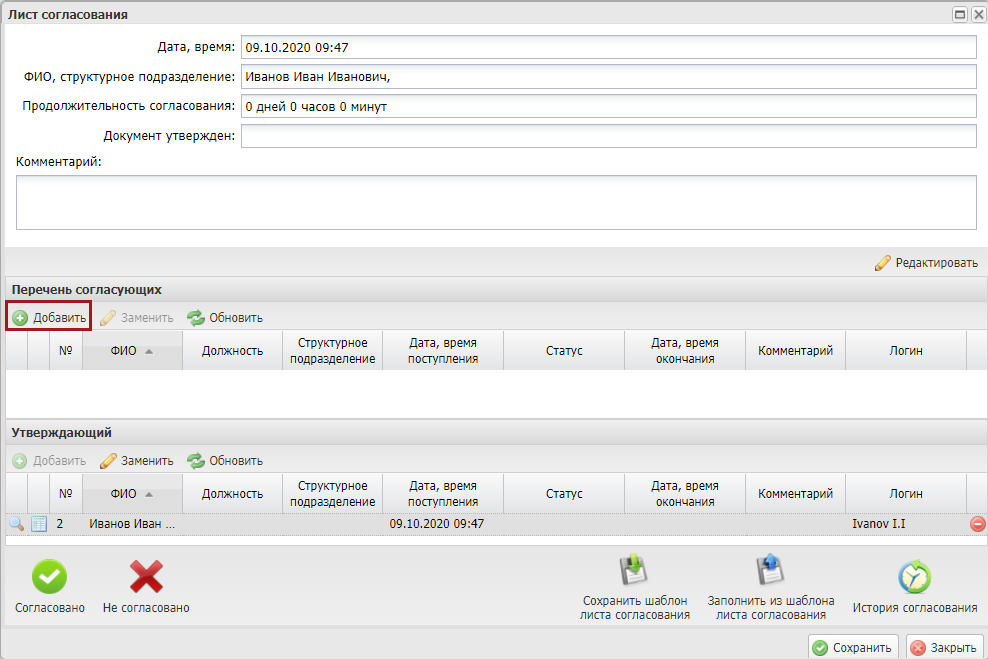 Лист согласования
Дата, время: 09.10.2020 09:47
ФИО, структурное подразделение: Иванов Иван Иванович,
Продолжительность согласования: 0 дней 0 часов 0 минут
Документ утвержден:
Комментарий:
Редактировать
Перечень согласующих
Добавить Заменить Обновить
№ ФИО Должность Структурное подразделение Дата, время поступления Статус Дата, время окончания Комментарий Логин
Утверждающий
Добавить Заменить Обновить
№ ФИО Должность Структурное подразделение Дата, время поступления Статус Дата, время окончания Комментарий Логин
2 Иванов Иван ... 09.10.2020 09:47 Ivanov I.I
Согласовано Не согласовано Сохранить шаблон листа согласования Заполнить из шаблона листа согласования История согласования
Сохранить Закрыть